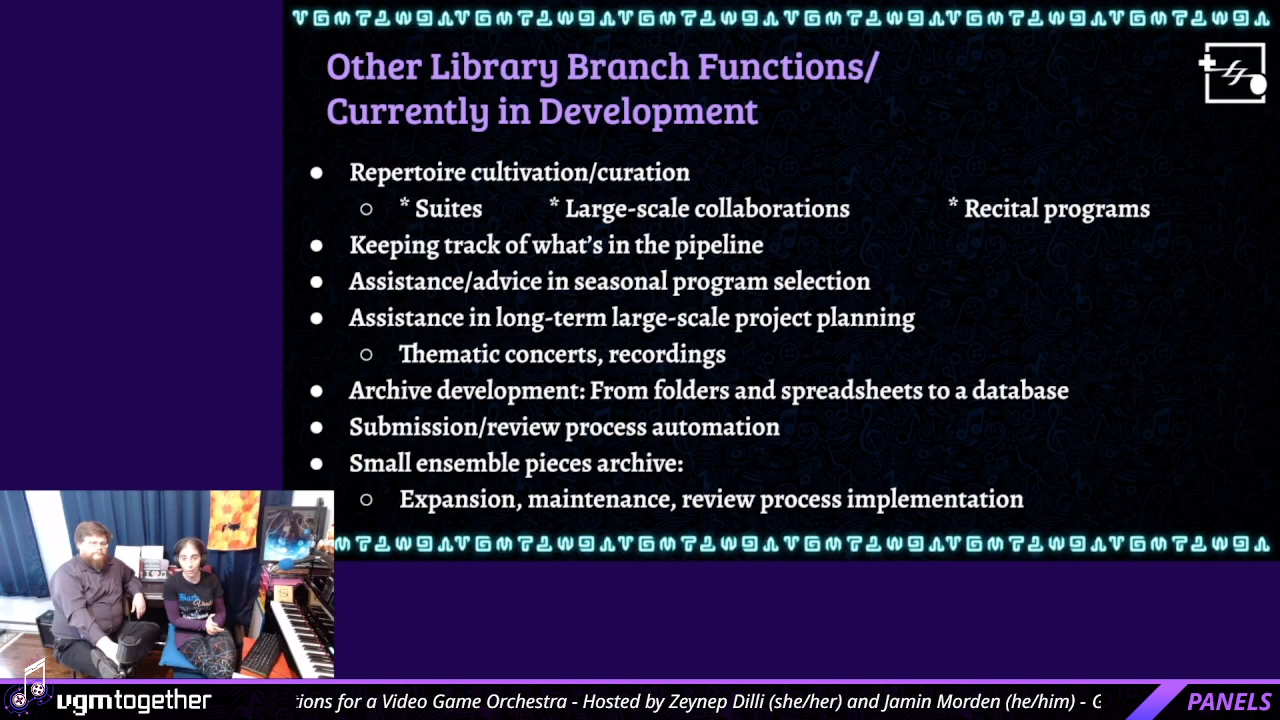 Other Library Branch Functions/
Currently in Development
● Repertoire cultivation/curation
○ * Suites * Large-scale collaborations * Recital programs
● Keeping track of what's in the pipeline
● Assistance/advice in seasonal program selection
● Assistance in long-term large-scale project planning
○ Thematic concerts, recordings
● Archive development: From folders and spreadsheets to a database
● Submission/review process automation
● Small ensemble pieces archive:
○ Expansion, maintenance, review process implementation
vgmtogether
tions for a Video Game Orchestra - Hosted by Zeynep Dilli (she/her) and Jamin Morden (he/him) - G
PANELS